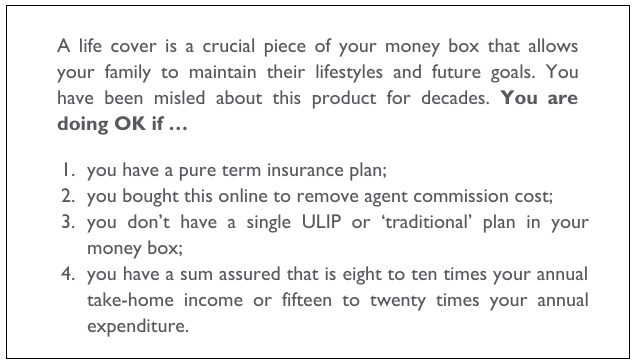 A life cover is a crucial piece of your money box that allows
your family to maintain their lifestyles and future goals. You
have been misled about this product for decades. You are
doing OK if …
1. you have a pure term insurance plan;
2. you bought this online to remove agent commission cost;
3. you don’t have a single ULIP or ‘traditional’ plan in your
money box;
4. you have a sum assured that is eight to ten times your annual
take-home income or fifteen to twenty times your annual
expenditure.